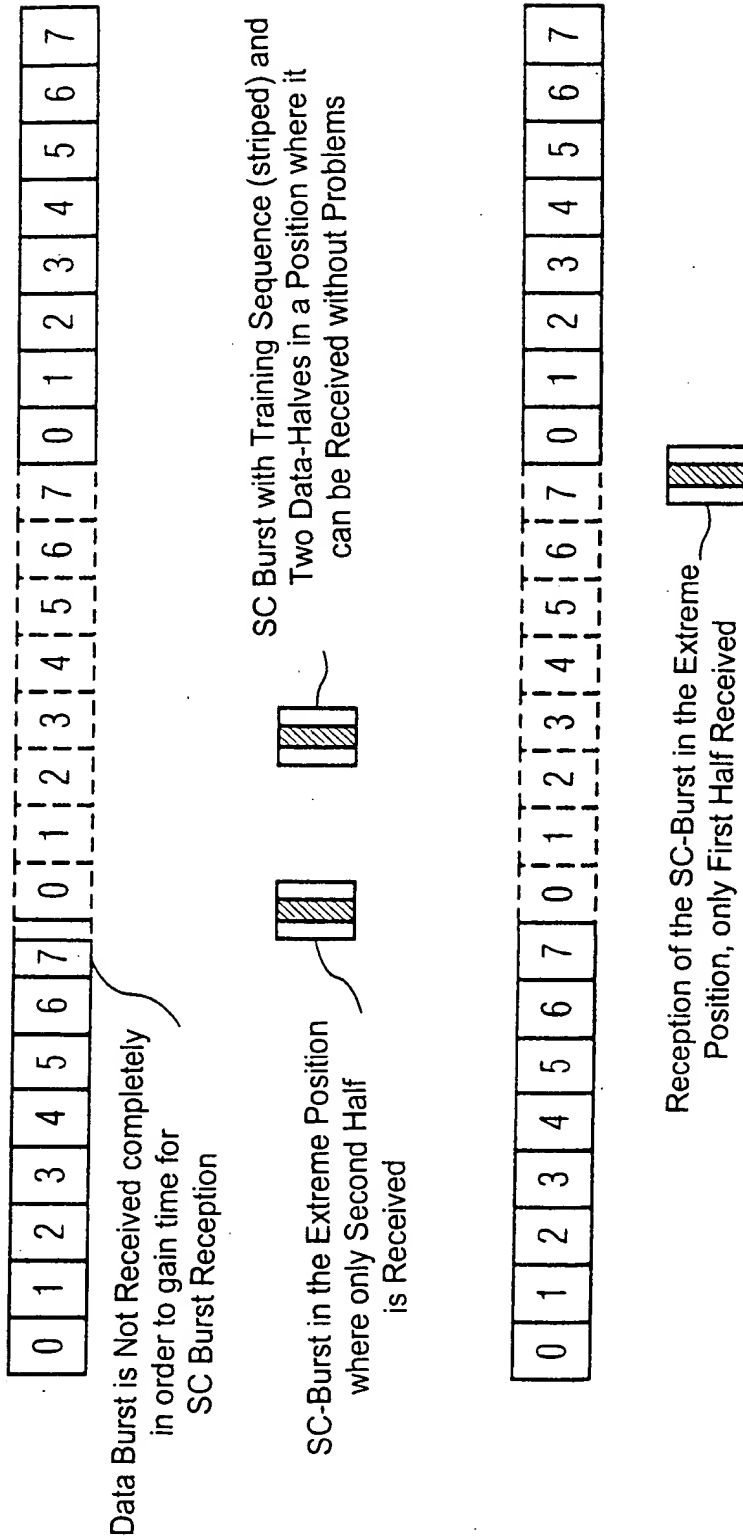 0 1 2 3 4 5 6 7 0 1 2 3 4 5 6 7 0 1 2 3 4 5 6 7
Data Burst is Not Received completely
in order to gain time for
SC Burst Reception
SC Burst with Training Sequence (striped) and
Two Data-Halves in a Position where it
can be Received without Problems
SC-Burst in the Extreme Position
where only Second Half
is Received
0 1 2 3 4 5 6 7 0 1 2 3 4 5 6 7 0 1 2 3 4 5 6 7
Reception of the SC-Burst in the Extreme
Position, only First Half Received